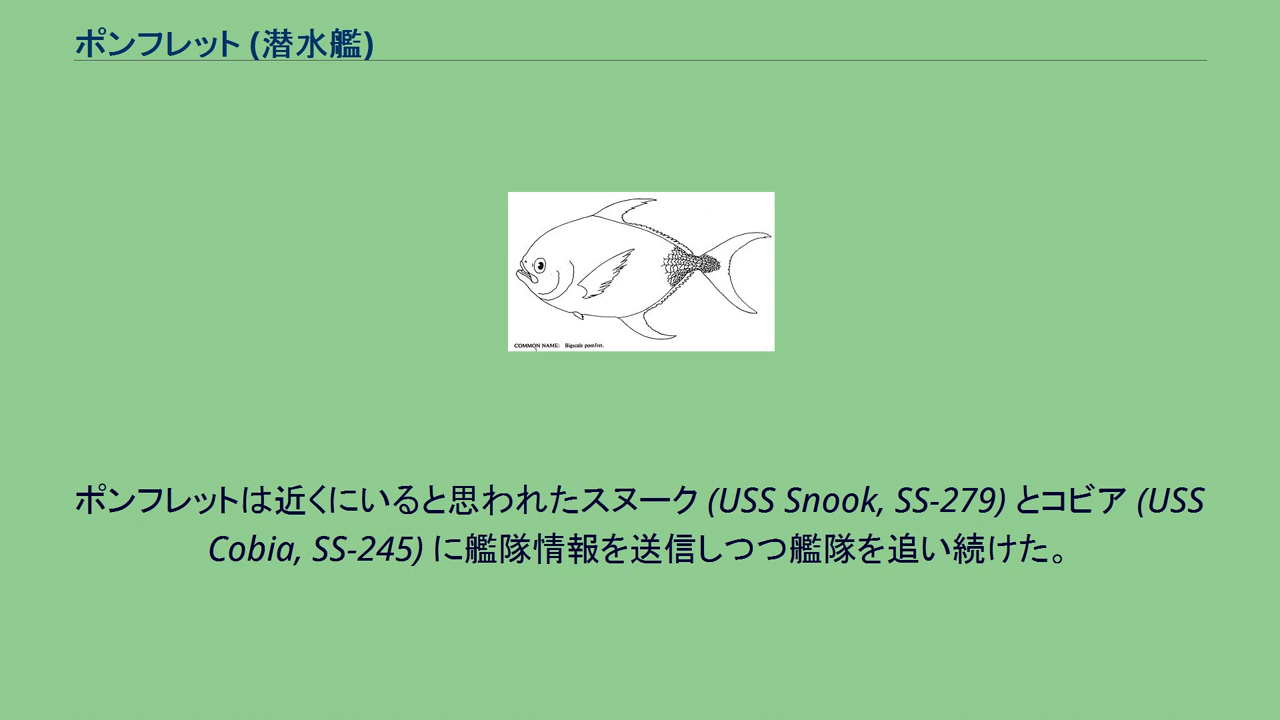 ポンフレット (潜水艦)
COMMON NAME: Bigscale pomfret.
ポンフレットは近くにいると思われたスヌーク (USS Snook, SS-279) とコビア (USS
Cobia, SS-245) に艦隊情報を送信しつつ艦隊を追い続けた。